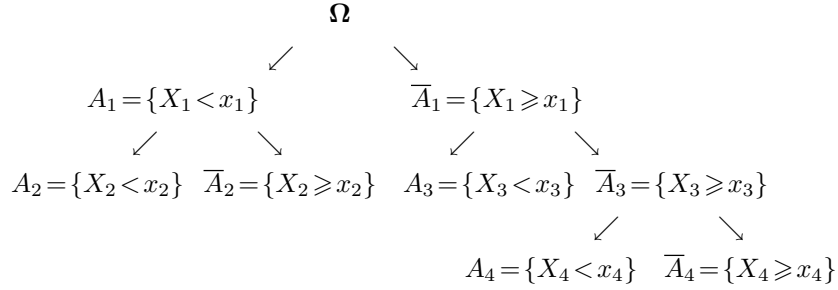 Ω
A₁={X₁<x₁} A̅₁={X₁⩾x₁}
A₂={X₂<x₂} A̅₂={X₂⩾x₂} A₃={X₃<x₃} A̅₃={X₃⩾x₃}
A₄={X₄<x₄} A̅₄={X₄⩾x₄}